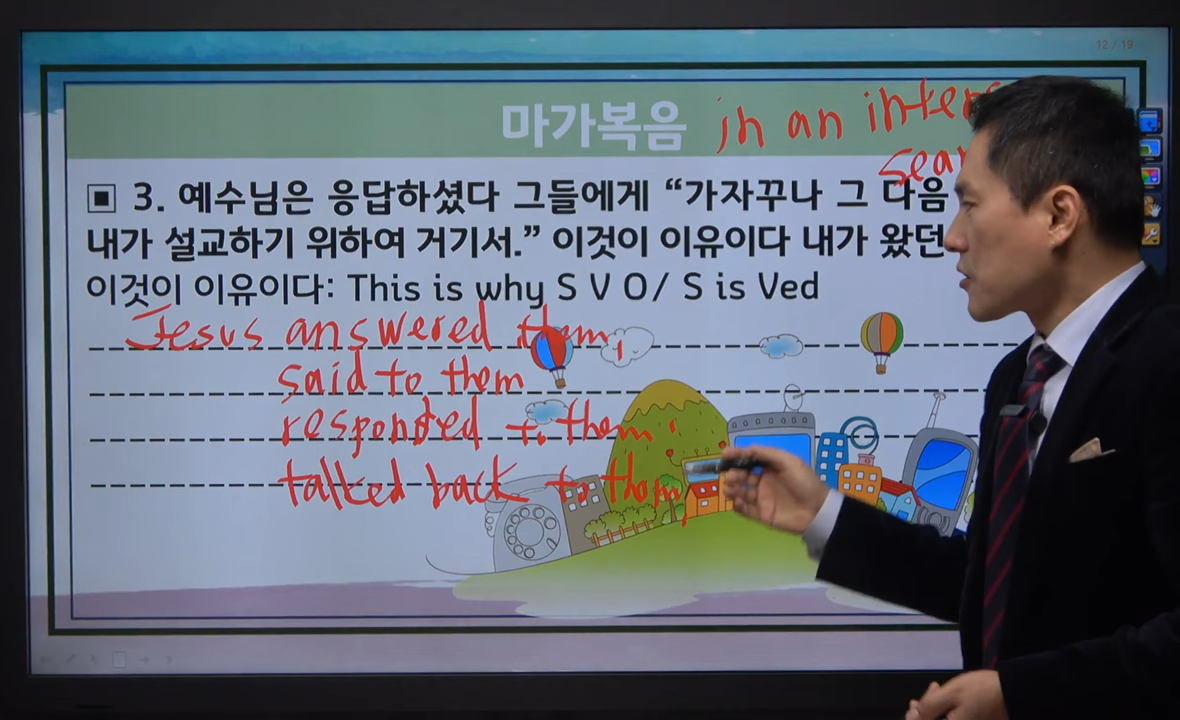 12 / 19
마가복음 in an
■ 3. 예수님은 응답하셨다 그들에게 “가자꾸나 그 다음
내가 설교하기 위하여 거기서.” 이것이 이유이다 내가 왔던
이것이 이유이다: This is why S V O/ S is Ved
Jesus answered them,
said to them
responded to them
talked back to them,